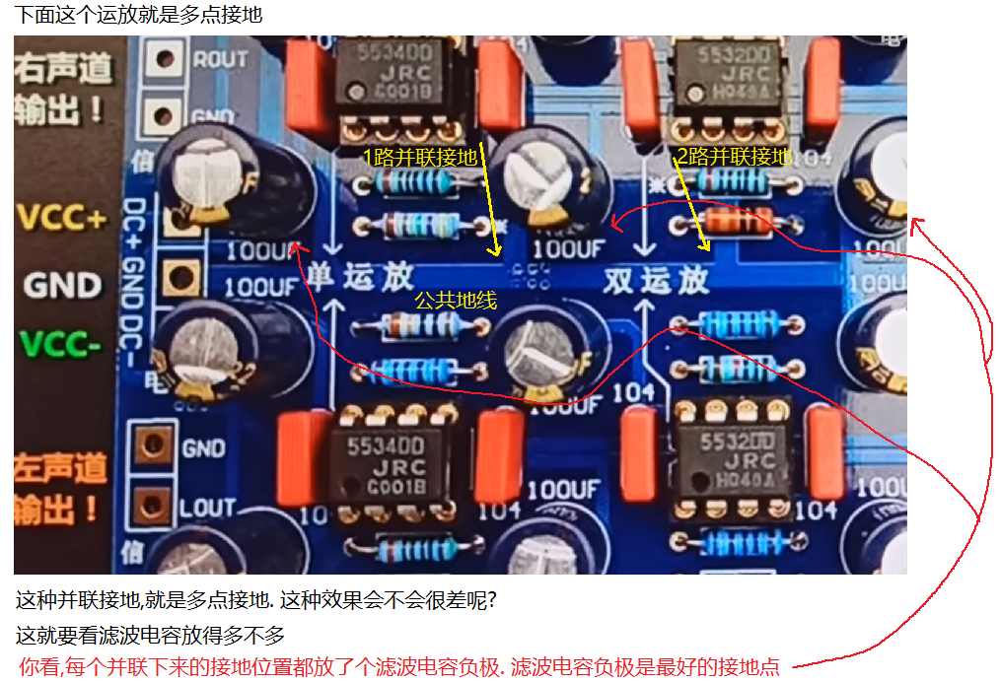 下面这个运放就是多点接地
右声道
输出！
ROUT
GND
信
5534DD
JRC
G001B
5532DD
JRC
H040A
104
1路并联接地
2路并联接地
VCC+
GND
VCC-
DC+ GND DC-
100UF
100UF
100UF
100UF
单运放
双运放
公共地线
100UF
104
左声道
输出！
GND
LOUT
信
5534DD
JRC
G001B
5532DD
JRC
H040A
10
104
100UF
104
100U
这种并联接地,就是多点接地. 这种效果会不会很差呢?
这就要看滤波电容放得多不多
你看,每个并联下来的接地位置都放了个滤波电容负极. 滤波电容负极是最好的接地点